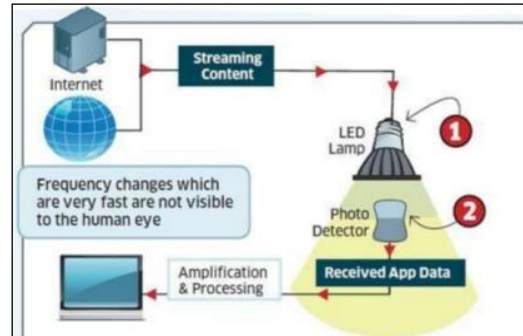 Streaming
Content
Internet
LED
Lamp
1
Frequency changes which
are very fast are not visible
to the human eye
Photo
Detector
2
Amplification
& Processing
Received App Data